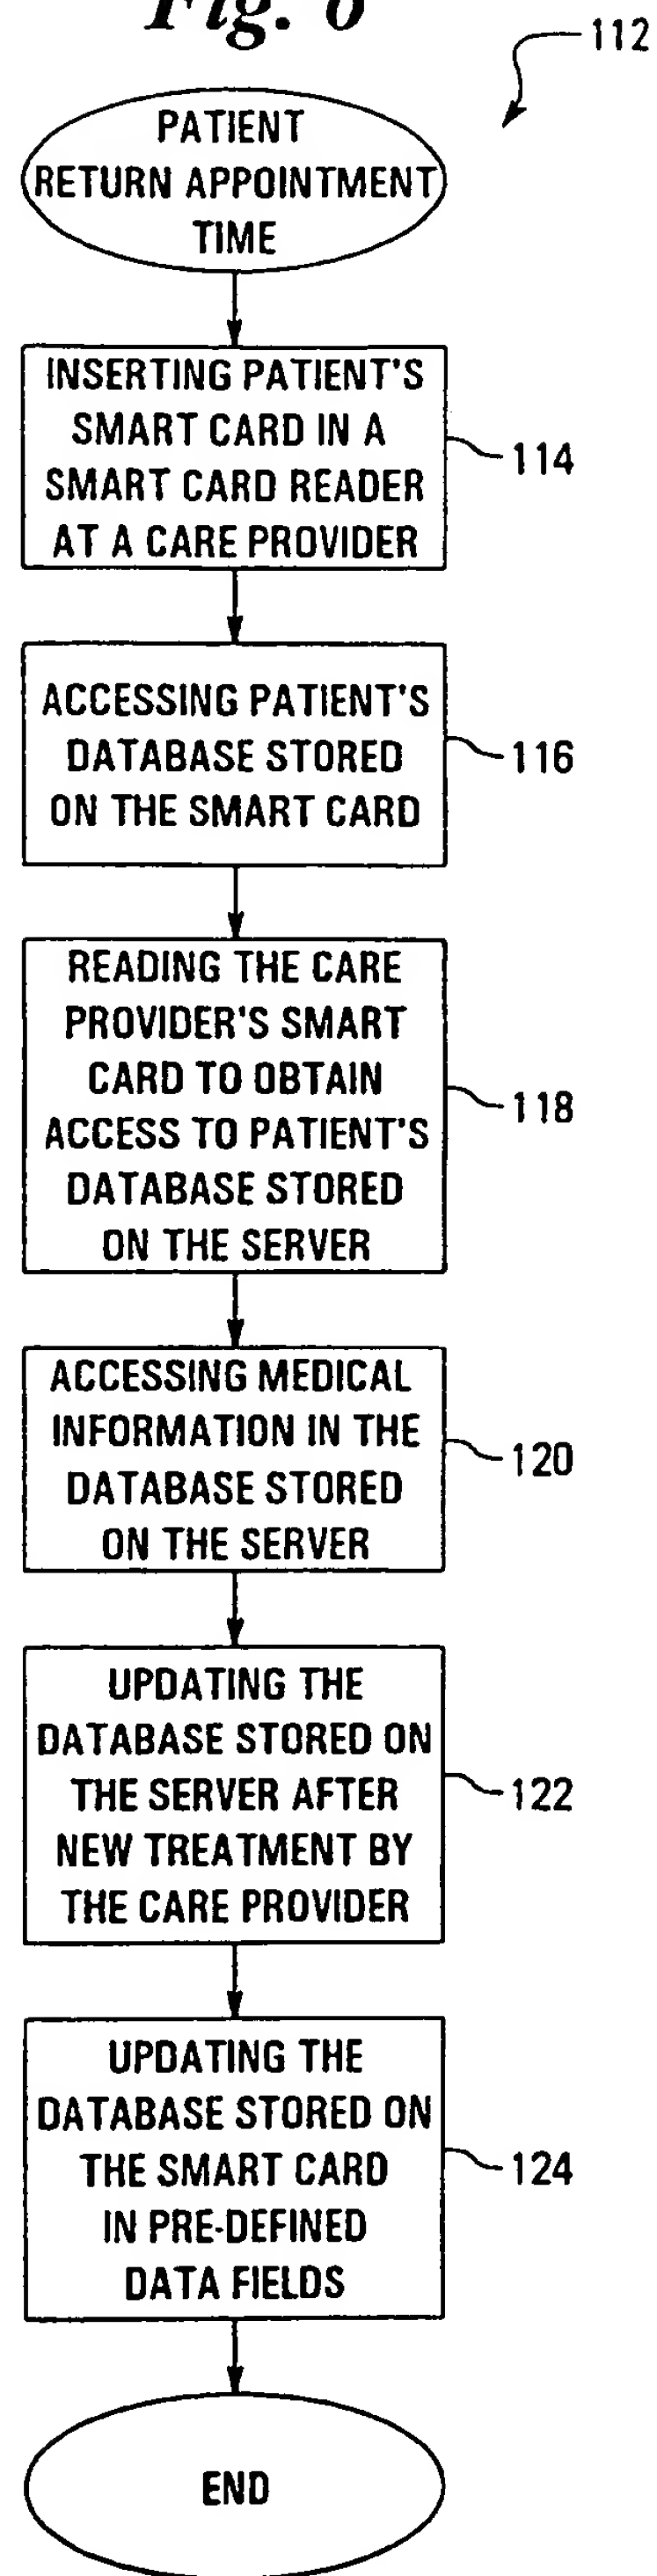 Fig. 6
112
PATIENT
RETURN APPOINTMENT
TIME
INSERTING PATIENT'S
SMART CARD IN A
SMART CARD READER
AT A CARE PROVIDER
114
ACCESSING PATIENT'S
DATABASE STORED
ON THE SMART CARD
116
READING THE CARE
PROVIDER'S SMART
CARD TO OBTAIN
ACCESS TO PATIENT'S
DATABASE STORED
ON THE SERVER
118
ACCESSING MEDICAL
INFORMATION IN THE
DATABASE STORED
ON THE SERVER
120
UPDATING THE
DATABASE STORED ON
THE SERVER AFTER
NEW TREATMENT BY
THE CARE PROVIDER
122
UPDATING THE
DATABASE STORED ON
THE SMART CARD
IN PRE-DEFINED
DATA FIELDS
124
END